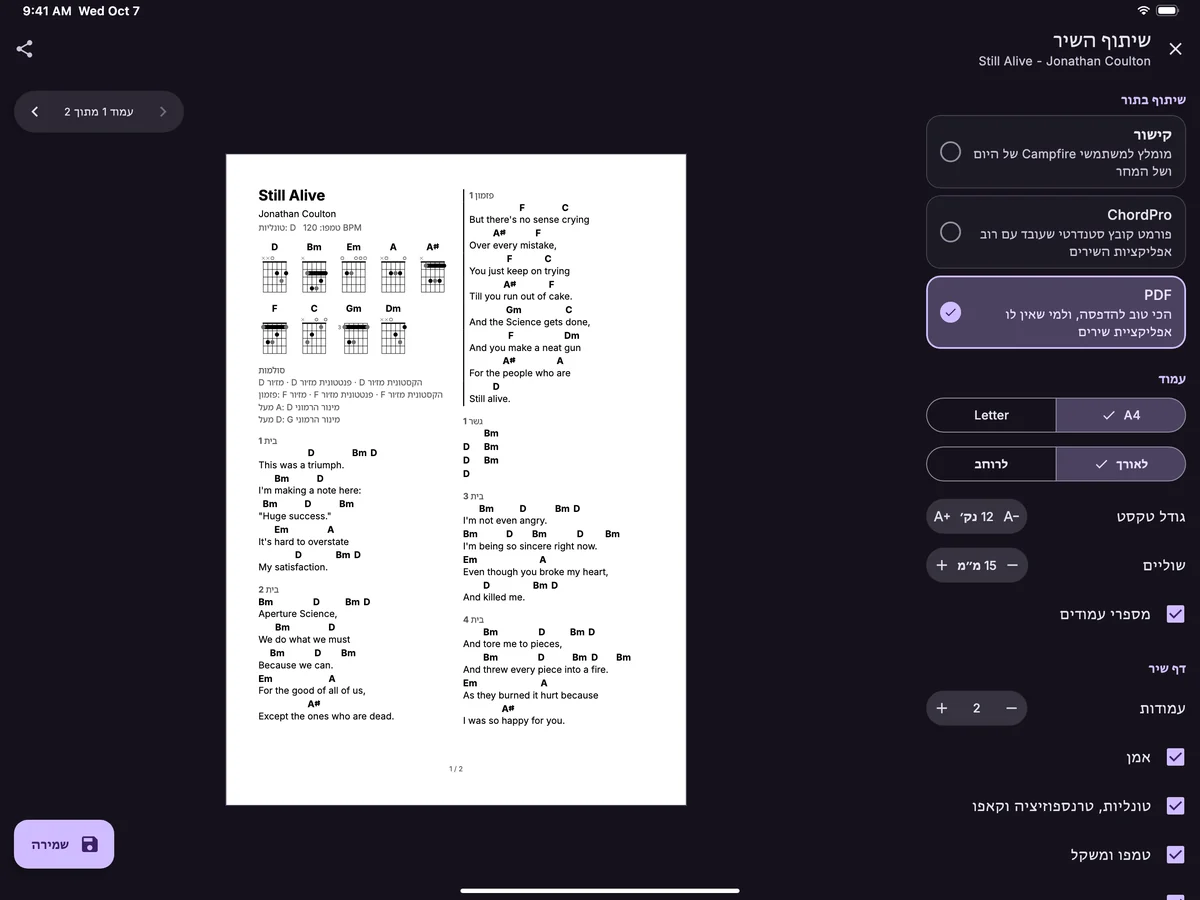 9:41 AM Wed Oct 7
שיתוף השיר
Still Alive - Jonathan Coulton
עמוד 1 מתוך 2
שיתוף בתור
קישור
מומלץ למשתמשי Campfire של היום
ושל המחר
ChordPro
פורמט קובץ סטנדרטי שעובד עם רוב
אפליקציות השירים
PDF
הכי טוב להדפסה, ולמי שאין לו
אפליקציית שירים
עמוד
Letter
A4
לרוחב
לאורך
גודל טקסט
A+ 12 נק׳ A-
שוליים
+ 15 מ״מ −
מספרי עמודים
דף שיר
עמודות
+ 2 −
אמן
טונליות, טרנספוזיציה וקאפו
טמפו ומשקל
שמירה
Still Alive
Jonathan Coulton
טונליות: D טמפו: 120 BPM
D Bm Em A A#
F C Gm Dm
3
סולמות
D מזיור · D פנטטונית מזיור · D הקסטונית מזיור
פזמון: F מזיור · F פנטטונית מזיור · F הקסטונית מזיור
מעל A: D מינור הרמוני
מעל D: G מינור הרמוני
בית 1
D Bm D
This was a triumph.
Bm D
I'm making a note here:
Bm D Bm
"Huge success."
Em A
It's hard to overstate
D Bm D
My satisfaction.
בית 2
Bm D Bm D
Aperture Science,
Bm D
We do what we must
Bm D Bm
Because we can.
Em A
For the good of all of us,
A#
Except the ones who are dead.
פזמון 1
F C
But there's no sense crying
A# F
Over every mistake,
F C
You just keep on trying
A# F
Till you run out of cake.
Gm C
And the Science gets done,
F Dm
And you make a neat gun
A# A
For the people who are
D
Still alive.
גשר 1
Bm
D Bm
D Bm
D
בית 3
Bm D Bm D
I'm not even angry.
Bm D Bm D Bm
I'm being so sincere right now.
Em A
Even though you broke my heart,
D Bm D
And killed me.
בית 4
Bm D Bm D
And tore me to pieces,
Bm D Bm D Bm
And threw every piece into a fire.
Em A
As they burned it hurt because
A#
I was so happy for you.
1 / 2